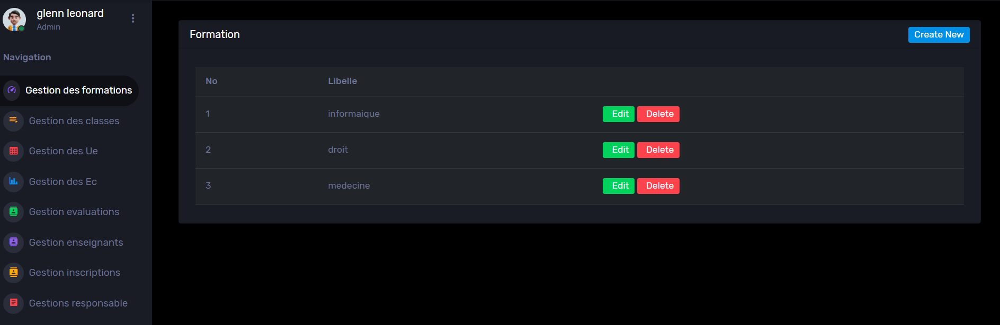 glenn leonard
Admin
Navigation
Gestion des formations
Gestion des classes
Gestion des Ue
Gestion des Ec
Gestion evaluations
Gestion enseignants
Gestion inscriptions
Gestions responsable
Formation
Create New
No Libelle
1 informaique Edit Delete
2 droit Edit Delete
3 medecine Edit Delete